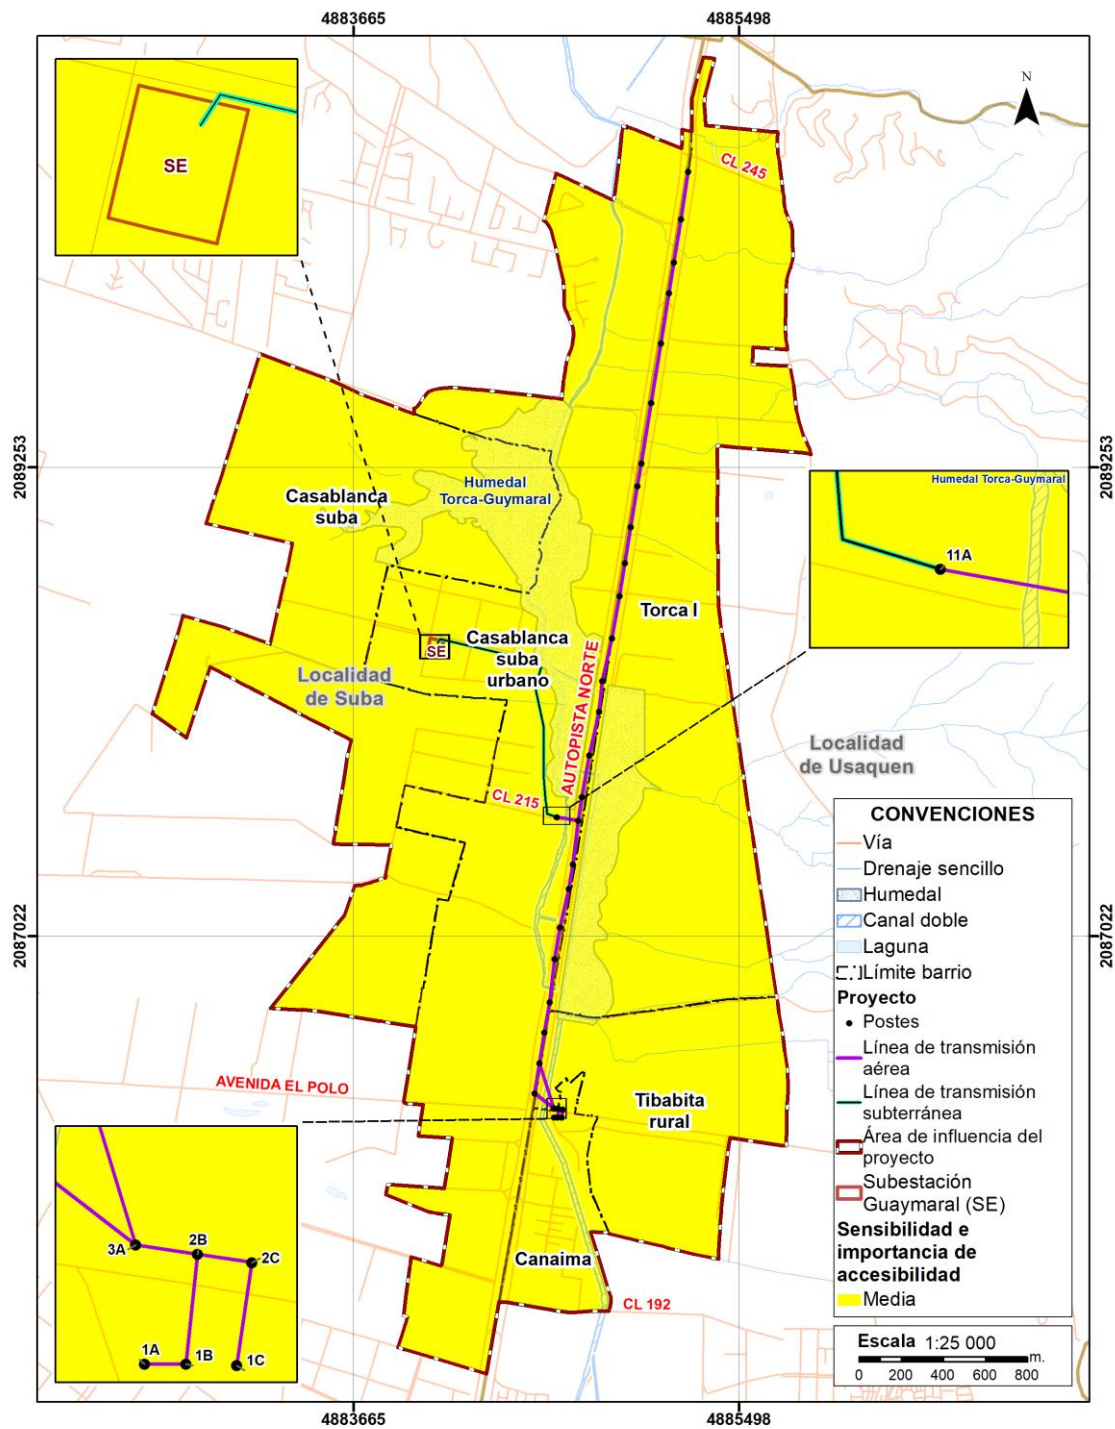 4883665
4885498
N
SE
CL 245
2089253
2089253
Humedal
Torca-Guymaral
Casablanca
suba
Humedal Torca-Guymaral
11A
Torca I
Casablanca
suba
urbano
SE
Localidad
de Suba
AUTOPISTA NORTE
Localidad
de Usaquen
CL 215
CONVENCIONES
Vía
Drenaje sencillo
Humedal
Canal doble
Laguna
Límite barrio
Proyecto
Postes
Línea de transmisión
aérea
Línea de transmisión
subterránea
Área de influencia del
proyecto
Subestación
Guaymaral (SE)
Sensibilidad e
importancia de
accesibilidad
Media
2087022
2087022
AVENIDA EL POLO
Tibabita
rural
3A
2B
2C
1A
1B
1C
Canaima
CL 192
Escala 1:25 000
m.
0 200 400 600 800
4883665
4885498